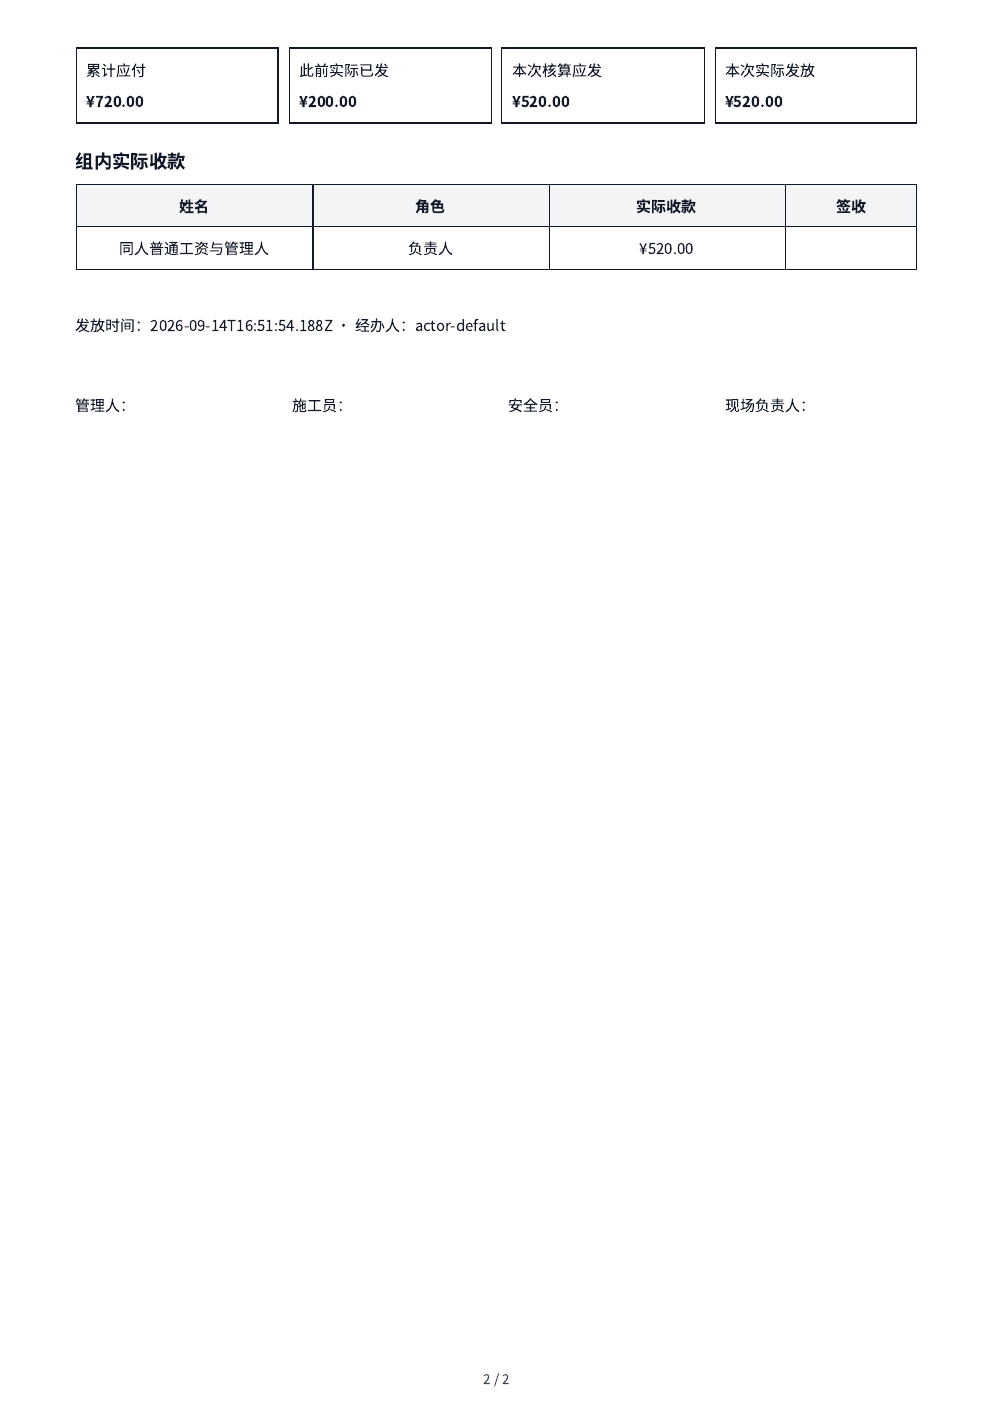 累计应付 此前实际已发 本次核算应发 本次实际发放
¥720.00 ¥200.00 ¥520.00 ¥520.00
组内实际收款
姓名 角色 实际收款 签收
同人普通工资与管理人 负责人 ¥520.00
发放时间：2026-09-14T16:51:54.188Z · 经办人：actor-default
管理人： 施工员： 安全员： 现场负责人：
2 / 2